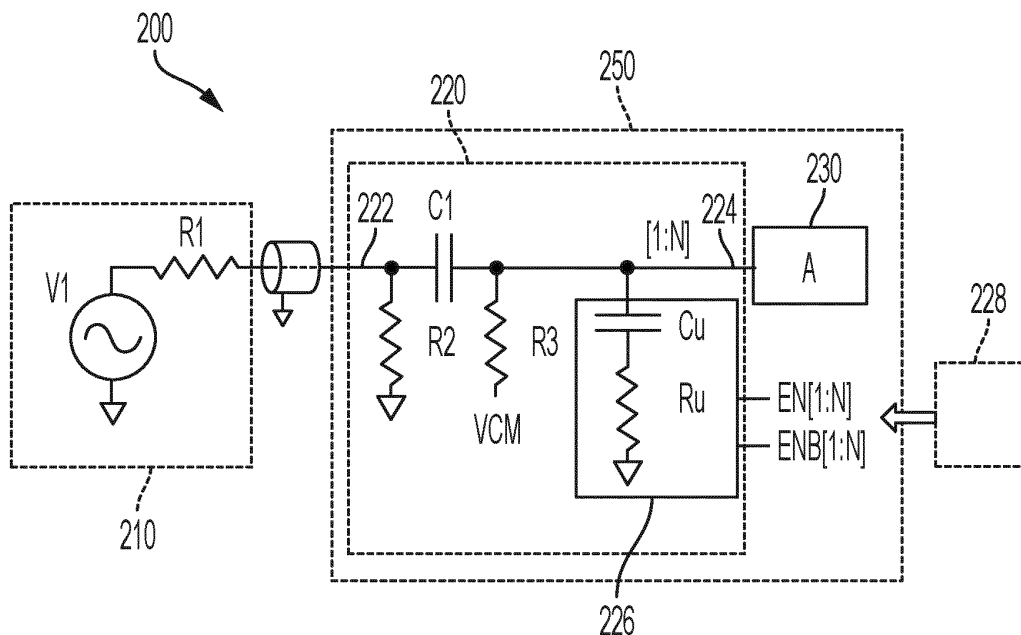 200
250
220
230
222
C1
[1:N]
224
R1
V1
A
228
R2
R3
Cu
Ru
EN[1:N]
VCM
ENB[1:N]
210
226